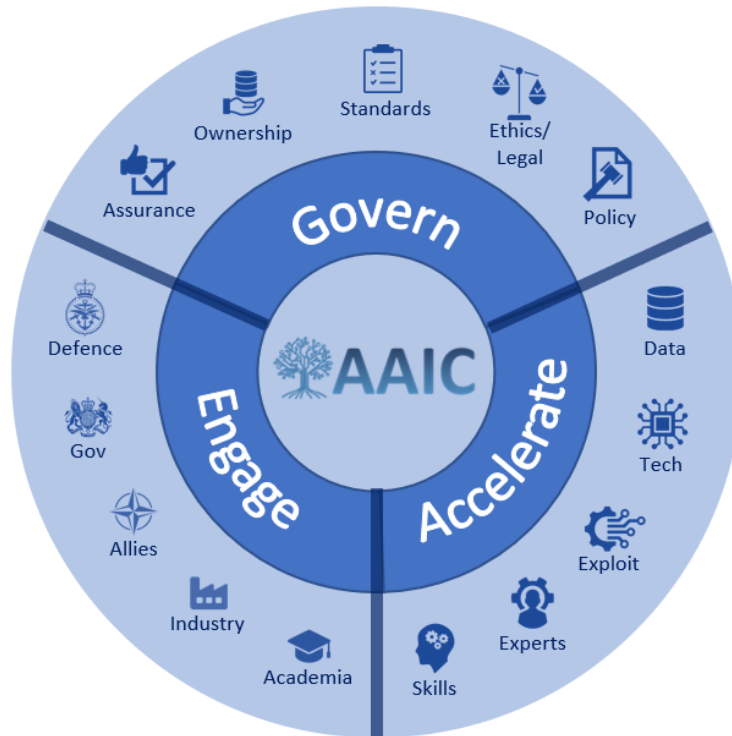 Standards
Ownership
Ethics/
Legal
Assurance
Policy
Govern
Defence
Data
AAIC
Gov
Engage
Accelerate
Tech
Allies
Exploit
Industry
Experts
Academia
Skills